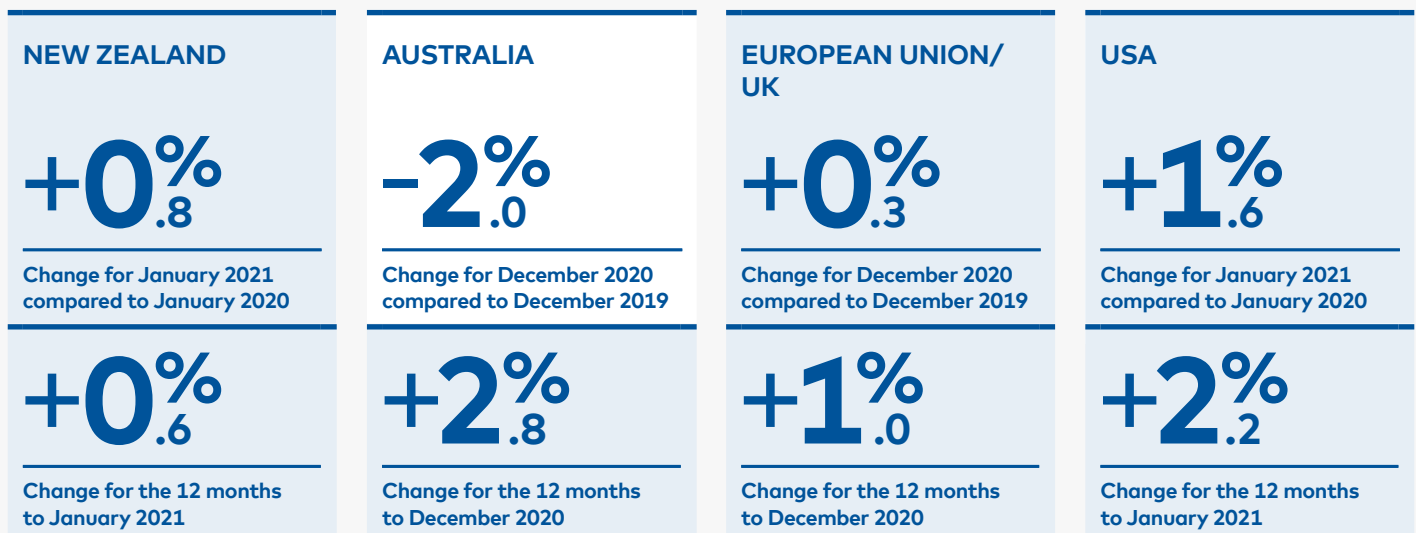 NEW ZEALAND
+0.8%
Change for January 2021
compared to January 2020
+0.6%
Change for the 12 months
to January 2021
AUSTRALIA
–2.0%
Change for December 2020
compared to December 2019
+2.8%
Change for the 12 months
to December 2020
EUROPEAN UNION/
UK
+0.3%
Change for December 2020
compared to December 2019
+1.0%
Change for the 12 months
to December 2020
USA
+1.6%
Change for January 2021
compared to January 2020
+2.2%
Change for the 12 months
to January 2021